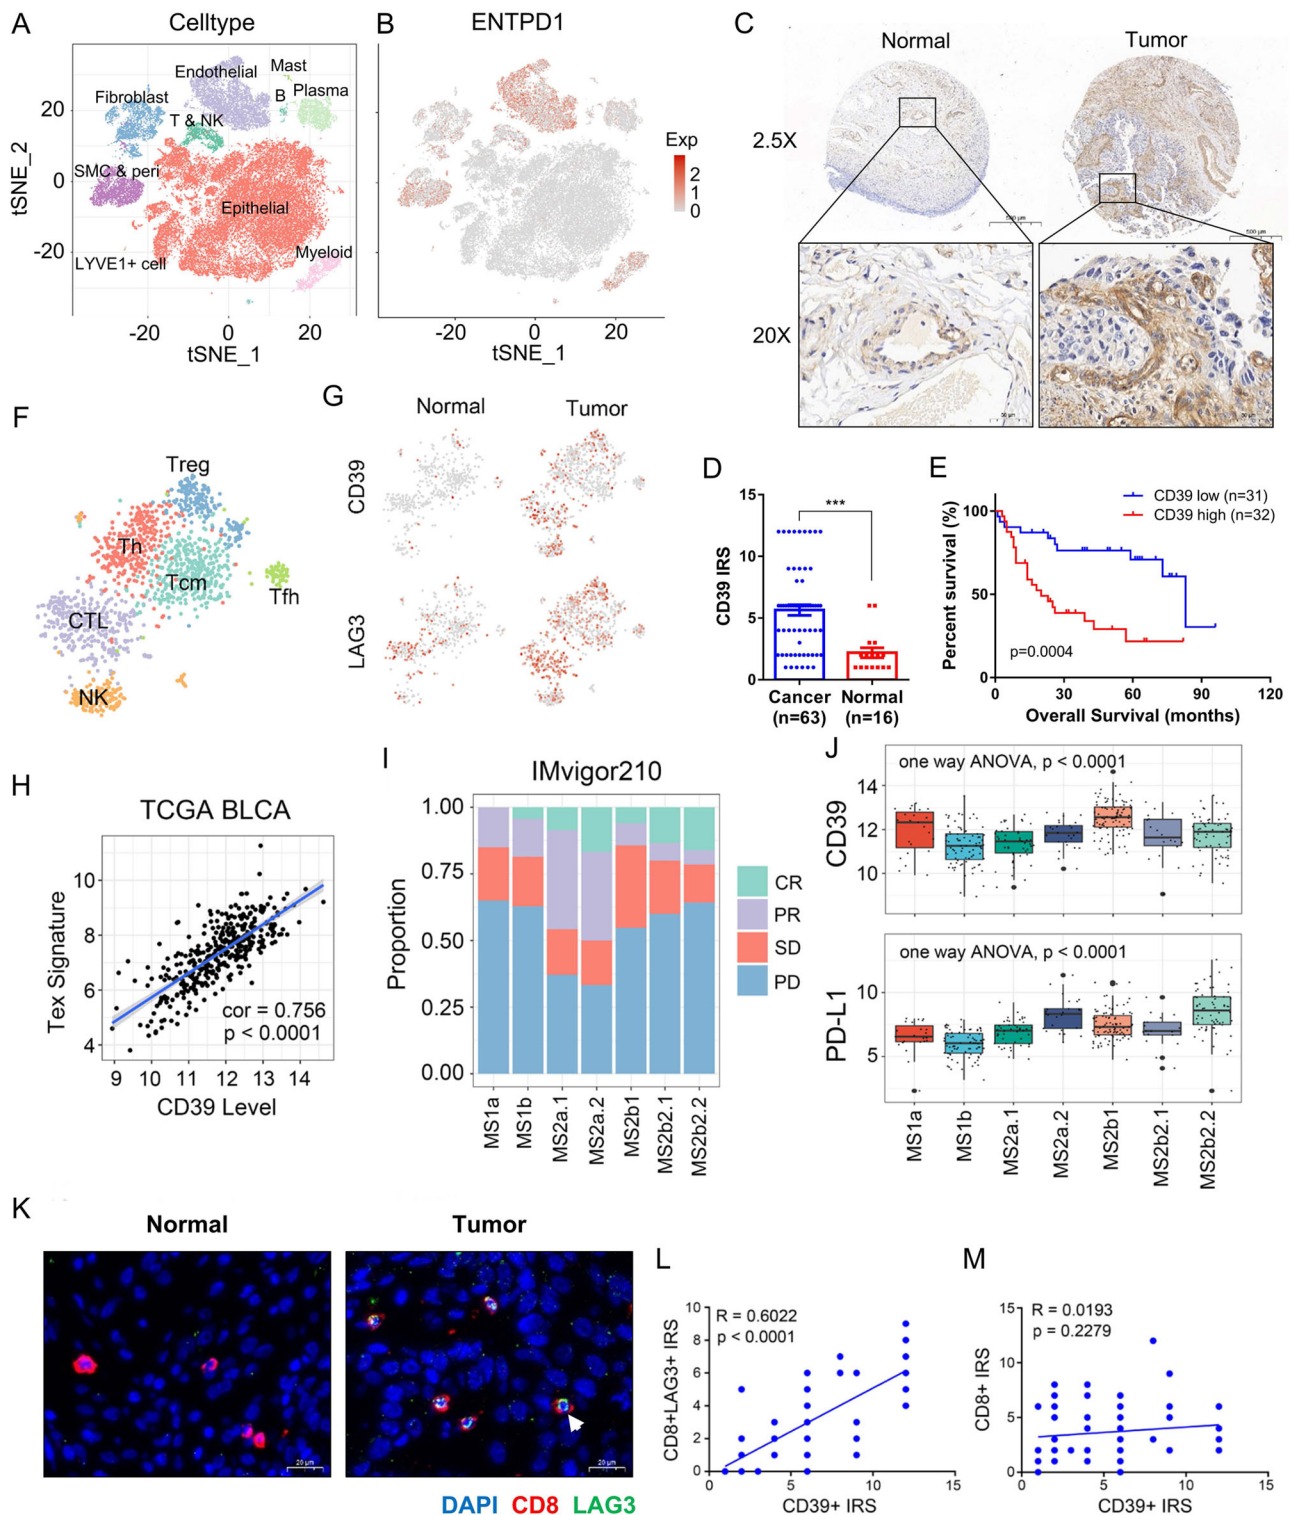 A
Celltype
tSNE_2
20
0
-20
Endothelial
Mast
Fibroblast
B
Plasma
T & NK
SMC & peri
Epithelial
LYVE1+ cell
Myeloid
-20
0
20
tSNE_1
B
ENTPD1
Exp
2
1
0
-20
0
20
tSNE_1
C
Normal
Tumor
2.5X
500 µm
500 µm
20X
F
Treg
Th
Tcm
Tfh
CTL
NK
G
Normal
Tumor
CD39
LAG3
D
15
10
5
0
CD39 IRS
***
Cancer
(n=63)
Normal
(n=16)
E
CD39 low (n=31)
CD39 high (n=32)
Percent survival (%)
100
50
0
p=0.0004
0
30
60
90
120
Overall Survival (months)
H
TCGA BLCA
Tex Signature
10
8
6
4
cor = 0.756
p < 0.0001
9
10
11
12
13
14
CD39 Level
I
IMvigor210
Proportion
1.00
0.75
0.50
0.25
0.00
CR
PR
SD
PD
MS1a
MS1b
MS2a.1
MS2a.2
MS2b1
MS2b2.1
MS2b2.2
J
one way ANOVA, p < 0.0001
CD39
14
12
10
one way ANOVA, p < 0.0001
PD-L1
10
5
MS1a
MS1b
MS2a.1
MS2a.2
MS2b1
MS2b2.1
MS2b2.2
K
Normal
Tumor
20 µm
20 µm
DAPI CD8 LAG3
L
R = 0.6022
p < 0.0001
CD8+LAG3+ IRS
10
8
6
4
2
0
0
5
10
15
CD39+ IRS
M
R = 0.0193
p = 0.2279
CD8+ IRS
15
10
5
0
0
5
10
15
CD39+ IRS